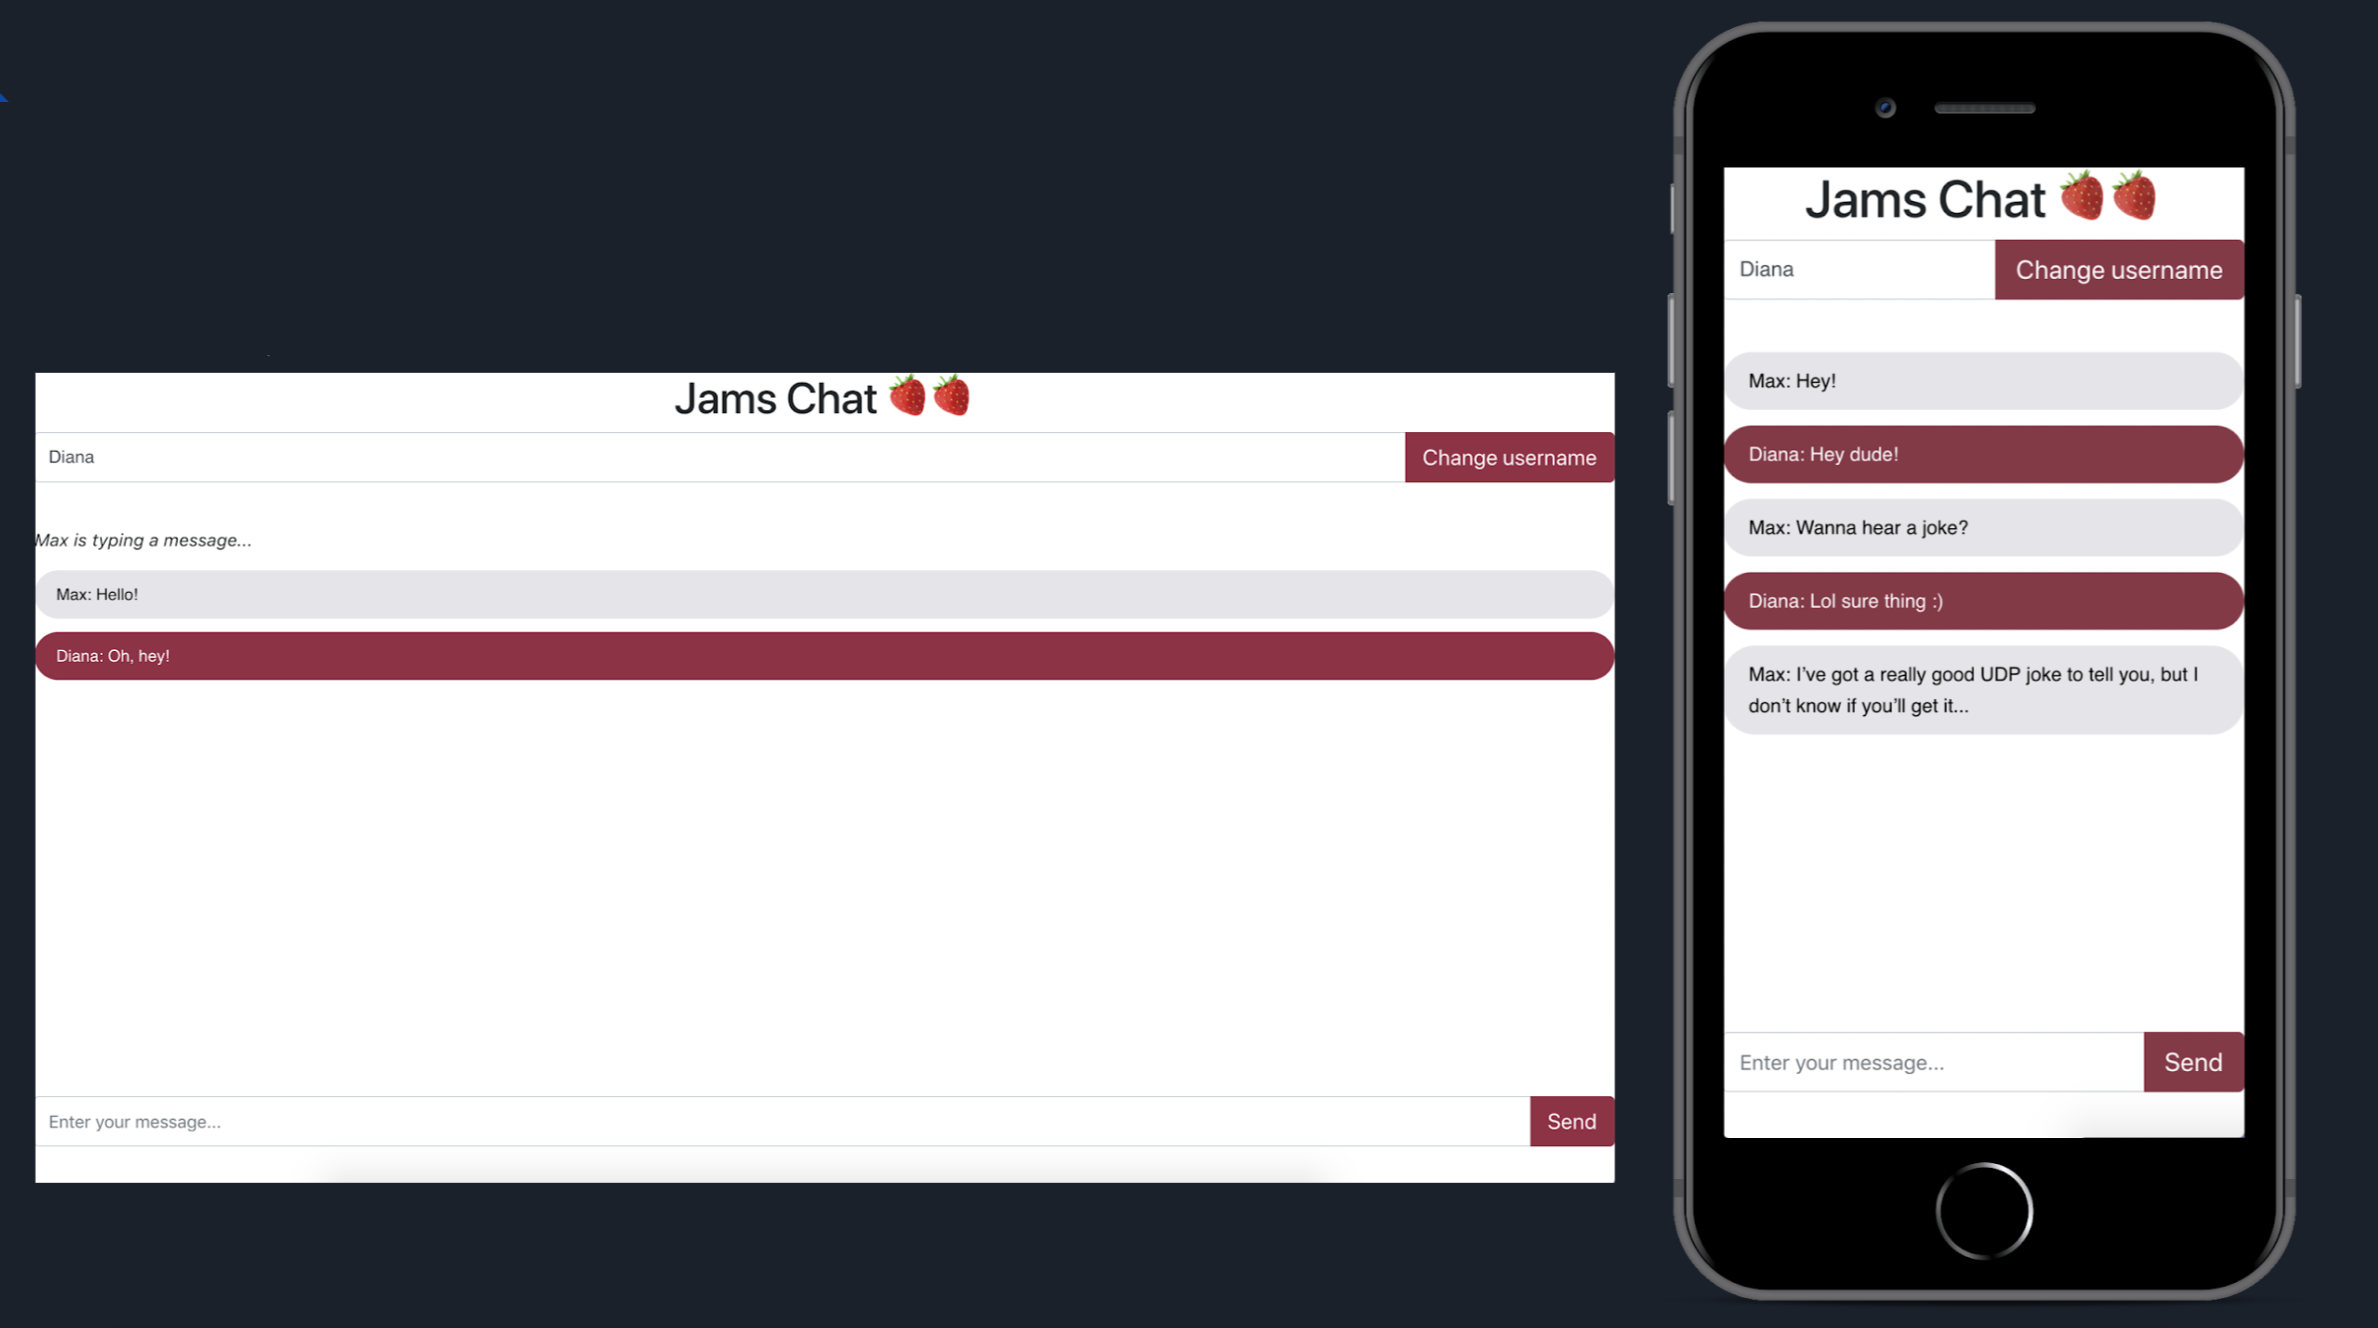 Jams Chat 🍓🍓
Diana
Change username
Max is typing a message...
Max: Hello!
Diana: Oh, hey!
Enter your message...
Send
Jams Chat 🍓🍓
Diana
Change username
Max: Hey!
Diana: Hey dude!
Max: Wanna hear a joke?
Diana: Lol sure thing :)
Max: I’ve got a really good UDP joke to tell you, but I
don’t know if you’ll get it...
Enter your message...
Send